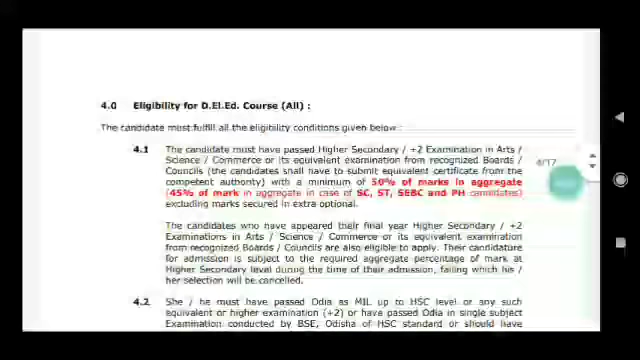 4.0 Eligibility for D.El.Ed. Course (All) :
The candidate must fulfill all the eligibility conditions given below :
4.1 The candidate must have passed Higher Secondary / +2 Examination in Arts /
Science / Commerce or its equivalent examination from recognized Boards /
Councils (the candidates shall have to submit equivalent certificate from the
competent authority) with a minimum of 50% of marks in aggregate
(45% of mark in aggregate in case of SC, ST, SEBC and PH candidates)
excluding marks secured in extra optional.
4/17
The candidates who have appeared their final year Higher Secondary / +2
Examinations in Arts / Science / Commerce or its equivalent examination
from recognized Boards / Councils are also eligible to apply. Their candidature
for admission is subject to the required aggregate percentage of mark at
Higher Secondary level during the time of their admission, failing which his /
her selection will be cancelled.
4.2 She / he must have passed Odia as MIL up to HSC level or any such
equivalent or higher examination (+2) or have passed Odia in single subject
Examination conducted by BSE, Odisha of HSC standard or should have